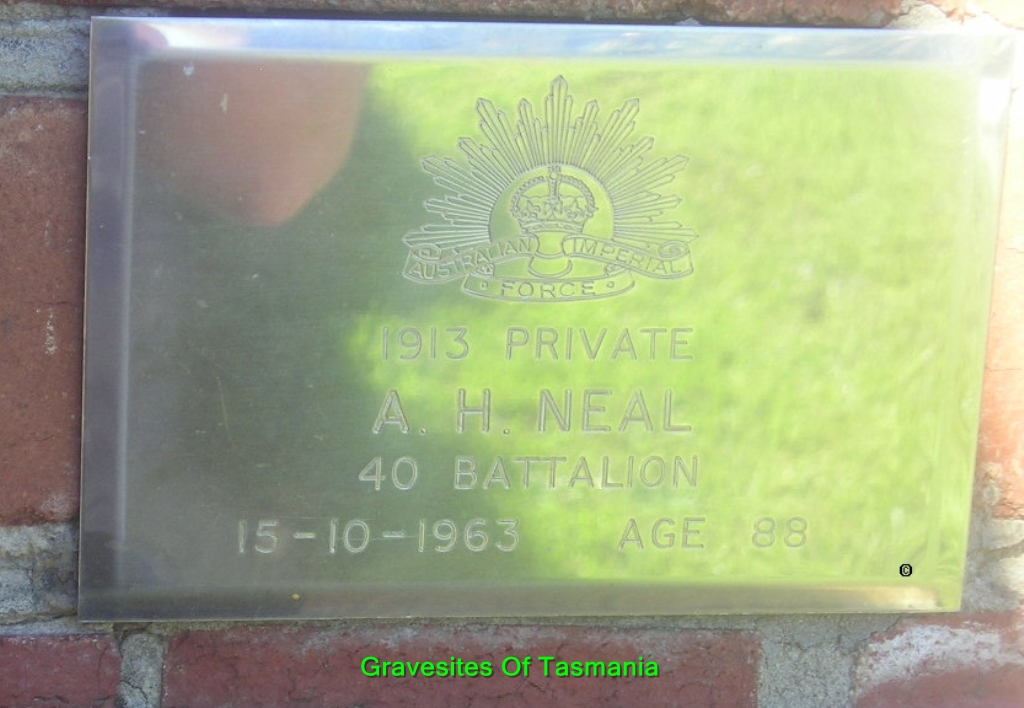 AUSTRALIAN IMPERIAL
FORCE
1913 PRIVATE
A. H. NEAL
40 BATTALION
15-10-1963 AGE 88
©
Gravesites Of Tasmania